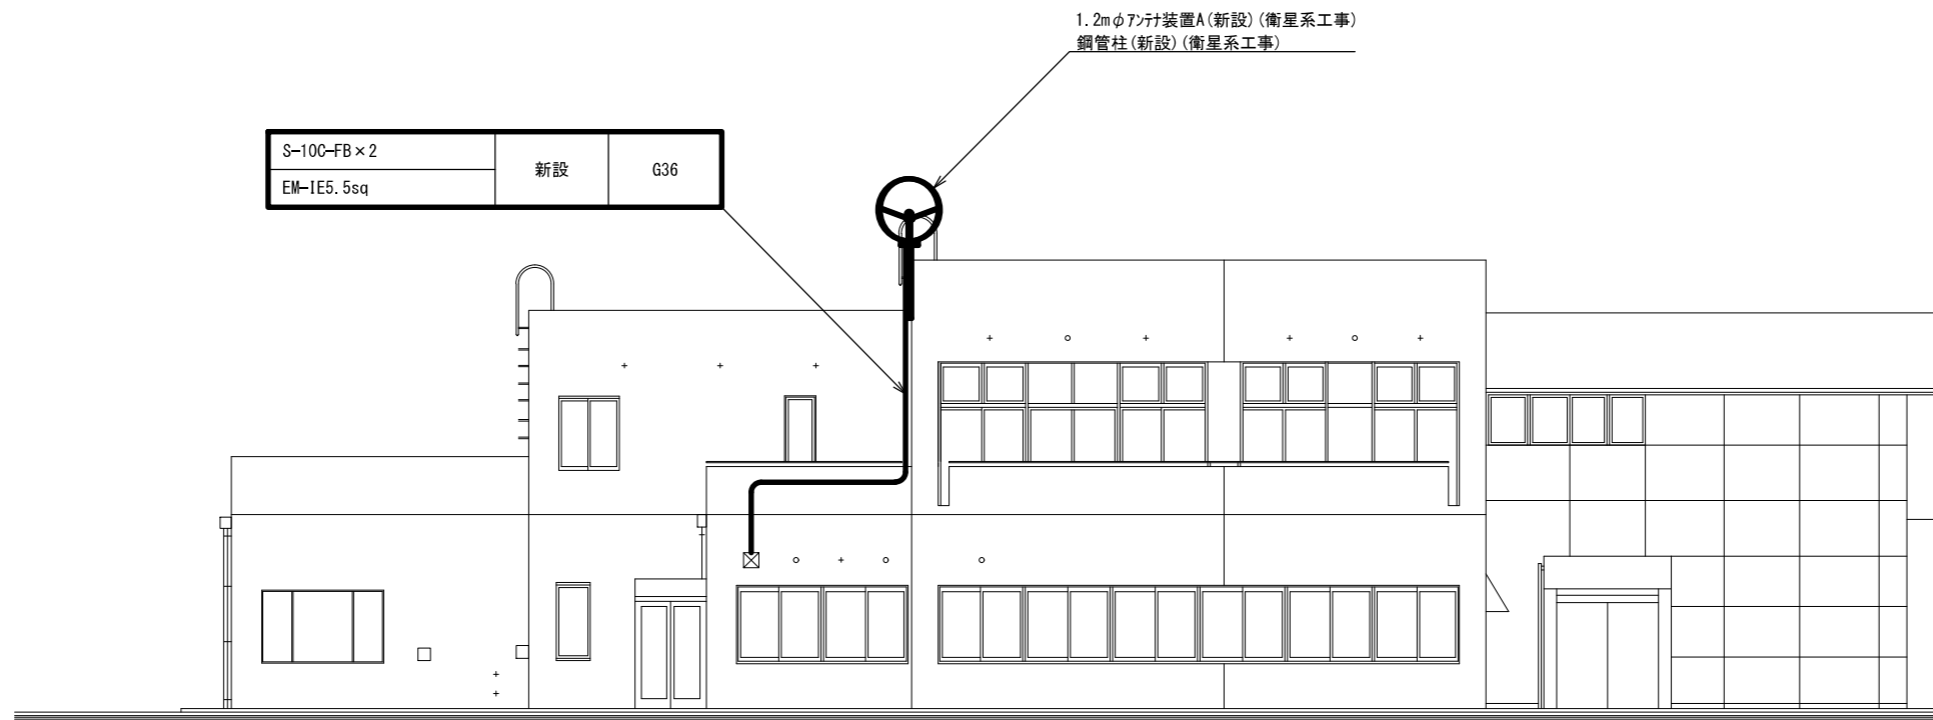 1.2mφｱﾝﾃﾅ装置A(新設)(衛星系工事)
鋼管柱(新設)(衛星系工事)
S-10C-FB×2
EM-IE5.5sq
新設
G36